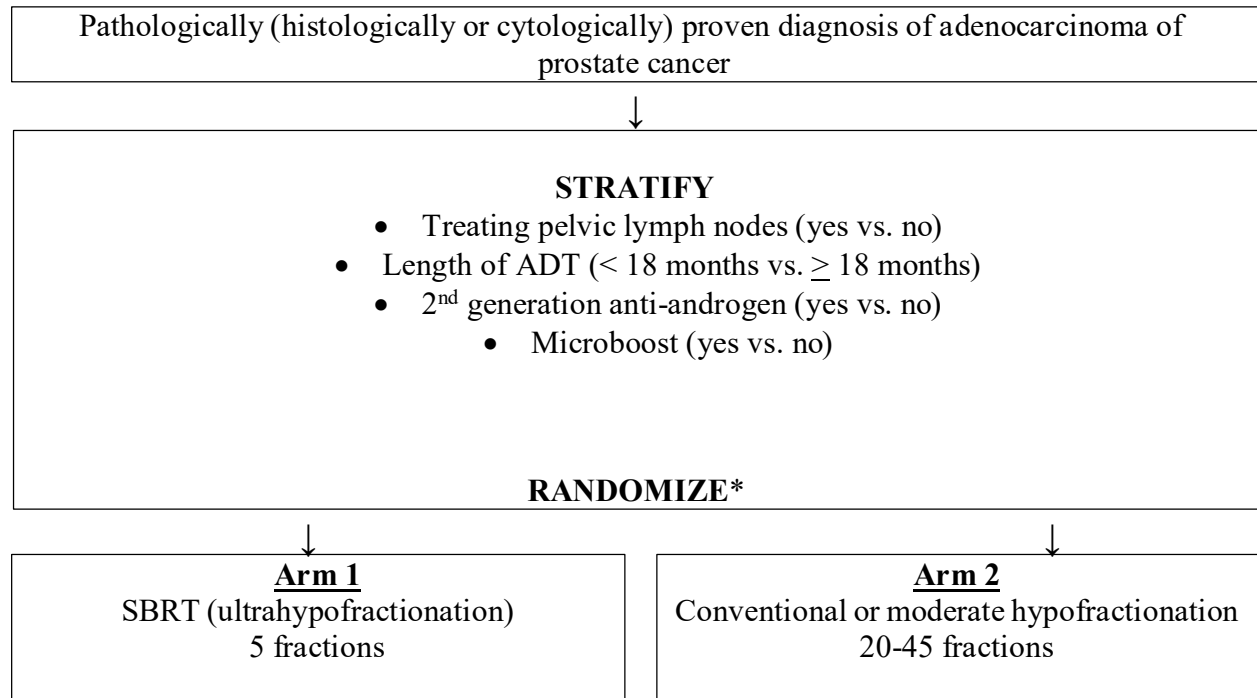 Pathologically (histologically or cytologically) proven diagnosis of adenocarcinoma of
prostate cancer
↓
STRATIFY
• Treating pelvic lymph nodes (yes vs. no)
• Length of ADT (< 18 months vs. ≥ 18 months)
• 2nd generation anti-androgen (yes vs. no)
• Microboost (yes vs. no)
RANDOMIZE*
↓ ↓
Arm 1
SBRT (ultrahypofractionation)
5 fractions
Arm 2
Conventional or moderate hypofractionation
20-45 fractions